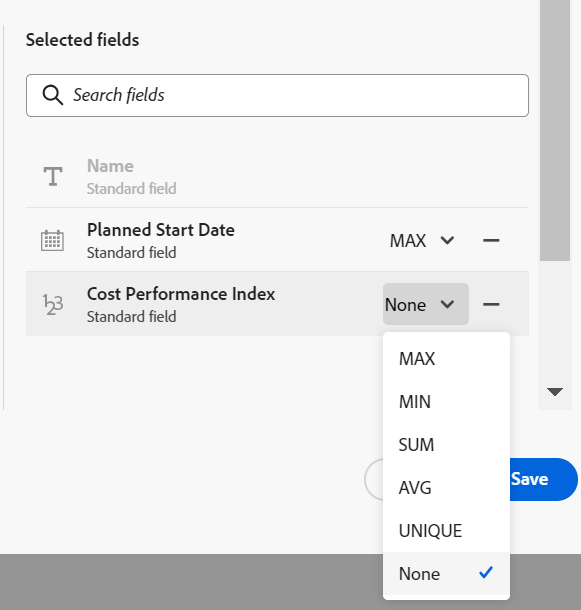 Selected fields
Search fields
Name
Standard field
Planned Start Date
Standard field
MAX
Cost Performance Index
Standard field
None
MAX
MIN
SUM
AVG
UNIQUE
None
Save